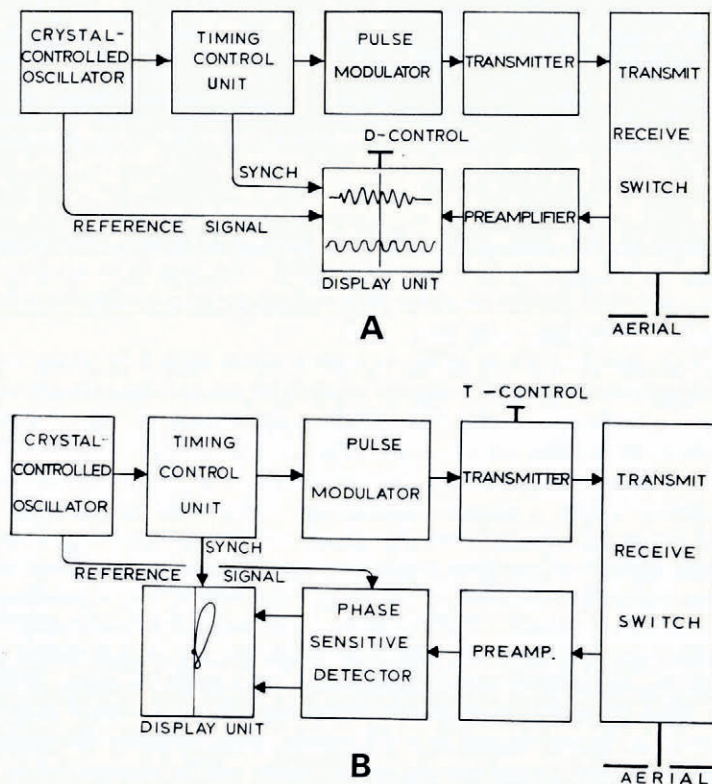 CRYSTAL-
CONTROLLED
OSCILLATOR
TIMING
CONTROL
UNIT
PULSE
MODULATOR
TRANSMITTER
TRANSMIT
RECEIVE
SWITCH
D-CONTROL
SYNCH
REFERENCE SIGNAL
PREAMPLIFIER
DISPLAY UNIT
AERIAL
A
T-CONTROL
CRYSTAL-
CONTROLLED
OSCILLATOR
TIMING
CONTROL
UNIT
PULSE
MODULATOR
TRANSMITTER
TRANSMIT
RECEIVE
SWITCH
SYNCH
REFERENCE SIGNAL
PHASE
SENSITIVE
DETECTOR
PREAMP.
DISPLAY UNIT
B
AERIAL